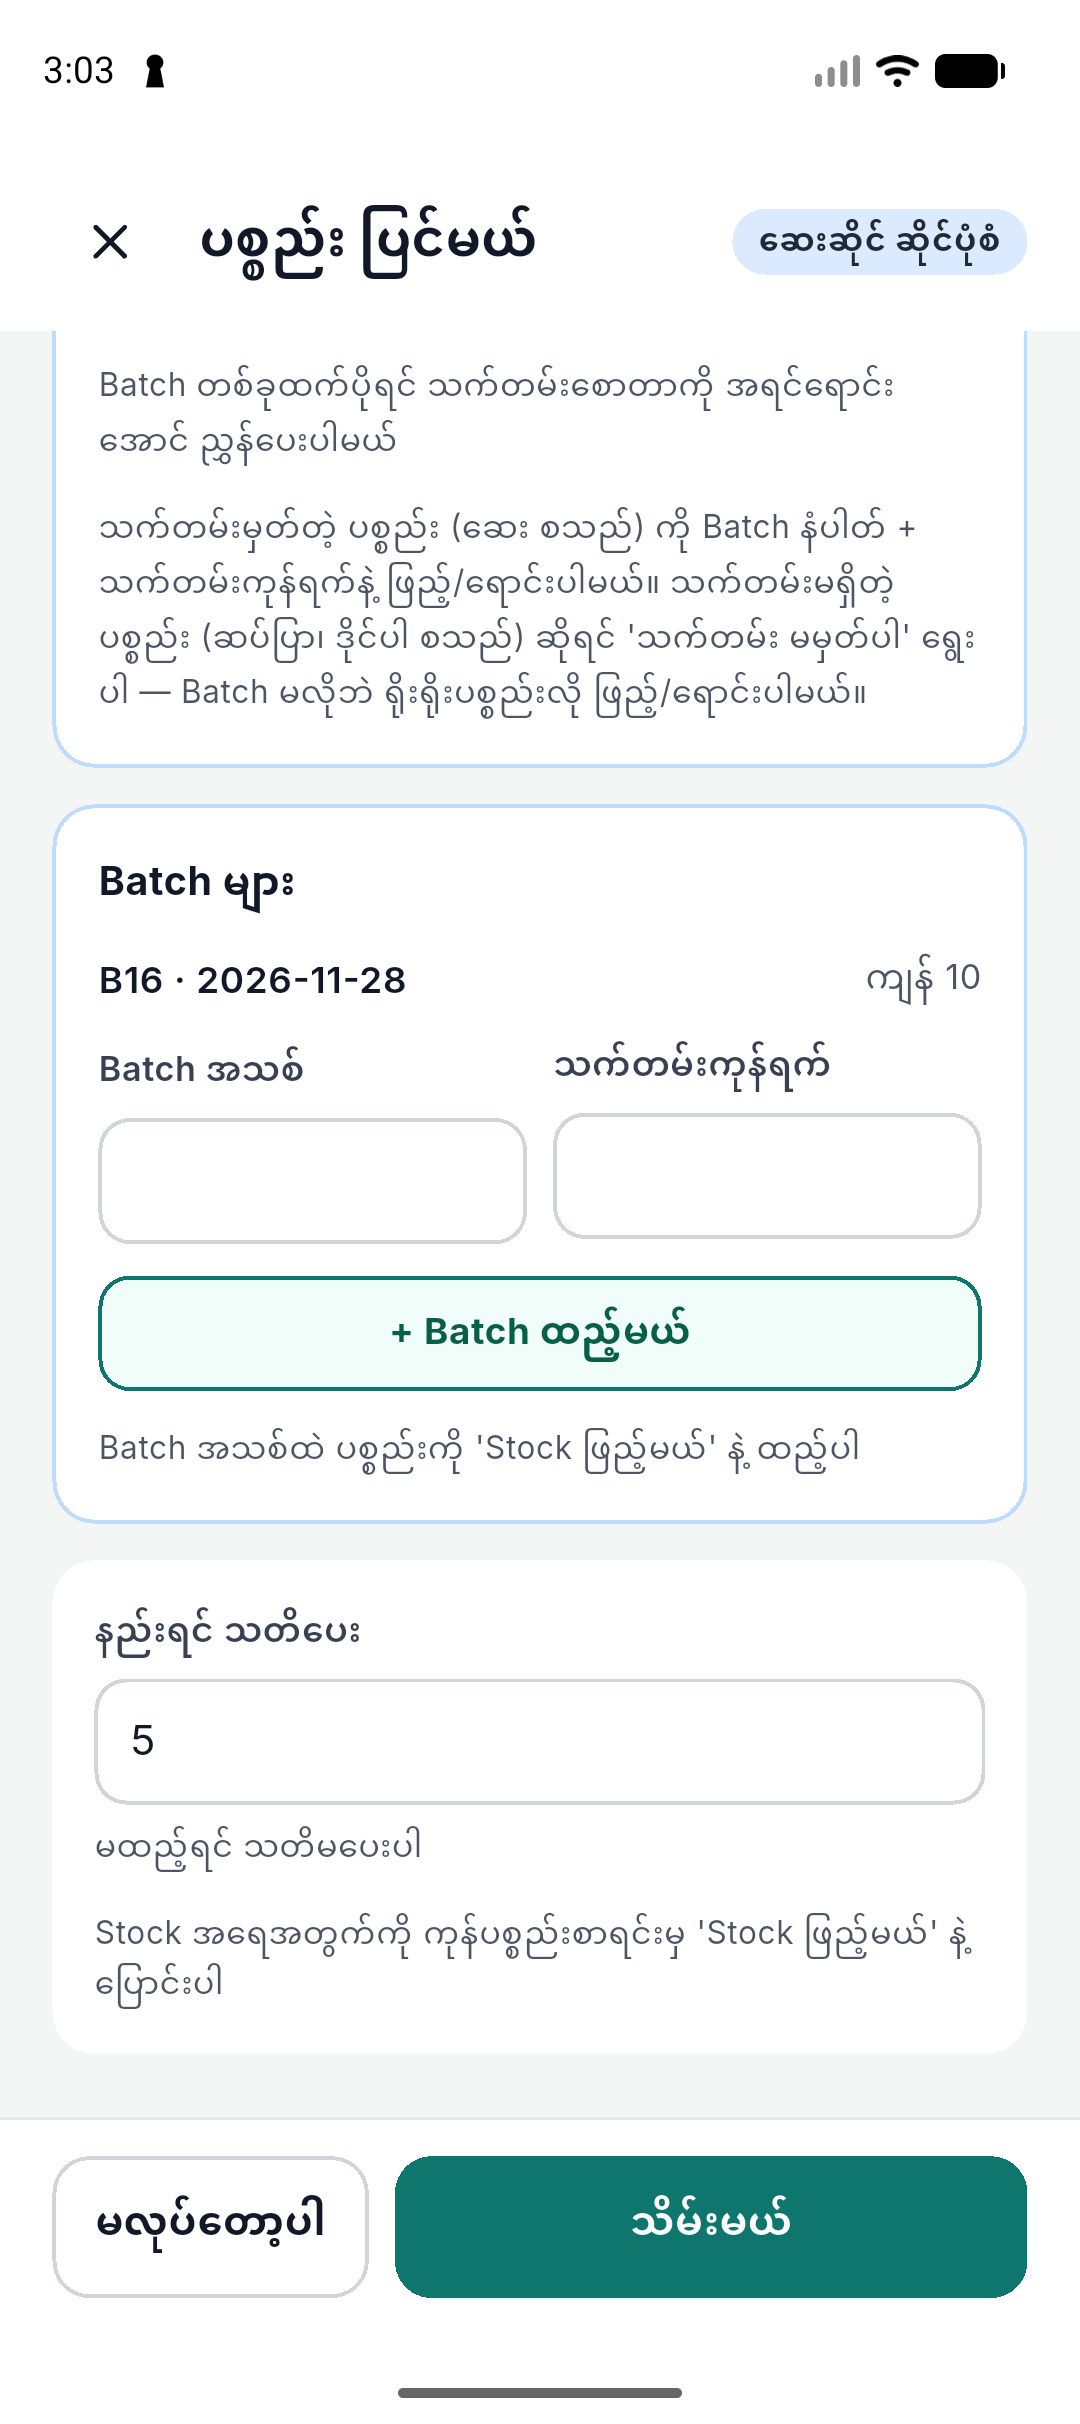 3:03
ပစ္စည်း ပြင်မယ်
ဆေးဆိုင် ဆိုင်ပုံစံ
Batch တစ်ခုထက်ပိုရင် သက်တမ်းစောတာကို အရင်ရောင်း
အောင် ညွှန်ပေးပါမယ်
သက်တမ်းမှတ်တဲ့ ပစ္စည်း (ဆေး စသည်) ကို Batch နံပါတ် +
သက်တမ်းကုန်ရက်နဲ့ ဖြည့်/ရောင်းပါမယ်။ သက်တမ်းမရှိတဲ့
ပစ္စည်း (ဆပ်ပြာ၊ ဒိုင်ပါ စသည်) ဆိုရင် 'သက်တမ်း မမှတ်ပါ' ရွေး
ပါ — Batch မလိုဘဲ ရိုးရိုးပစ္စည်းလို ဖြည့်/ရောင်းပါမယ်။
Batch များ
B16 · 2026-11-28
ကျန် 10
Batch အသစ်
သက်တမ်းကုန်ရက်
+ Batch ထည့်မယ်
Batch အသစ်ထဲ ပစ္စည်းကို 'Stock ဖြည့်မယ်' နဲ့ ထည့်ပါ
နည်းရင် သတိပေး
5
မထည့်ရင် သတိမပေးပါ
Stock အရေအတွက်ကို ကုန်ပစ္စည်းစာရင်းမှ 'Stock ဖြည့်မယ်' နဲ့
ပြောင်းပါ
မလုပ်တော့ပါ
သိမ်းမယ်